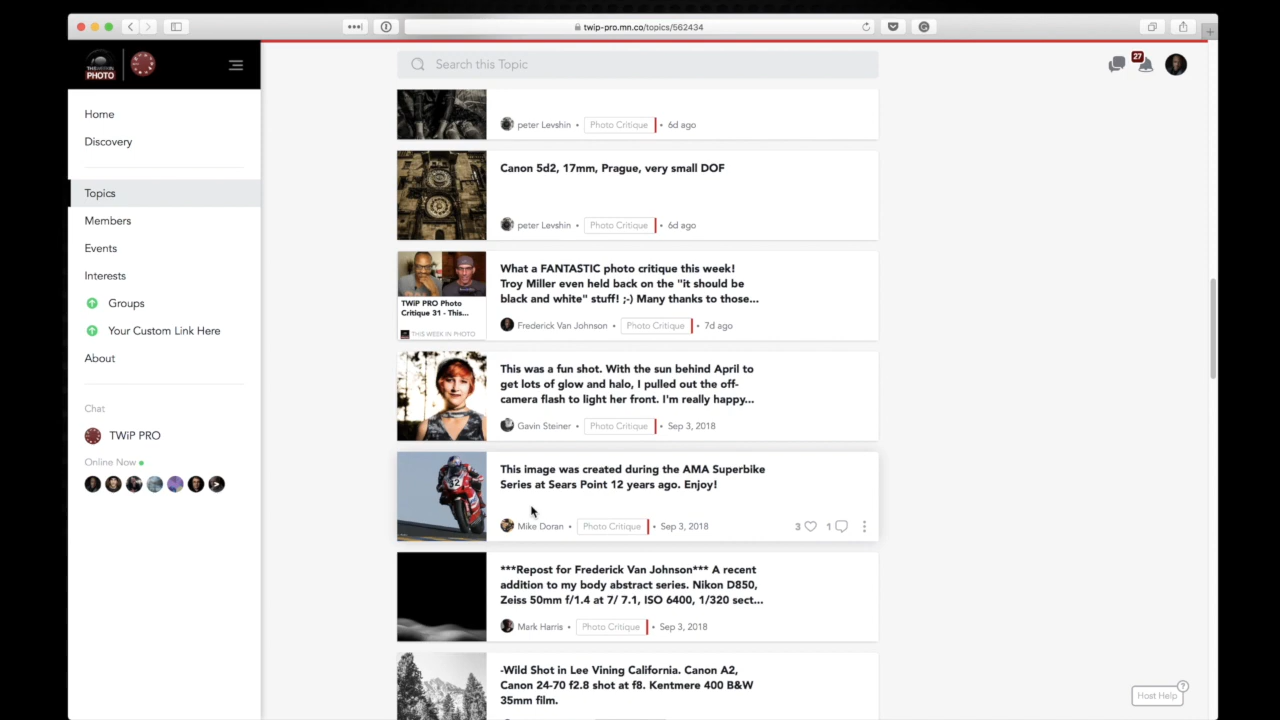 twip-pro.mn.co/topics/562434
THIS WEEK IN
PHOTO
Search this Topic
27
Home
Discovery
Topics
Members
Events
Interests
Groups
Your Custom Link Here
About
Chat
TWiP PRO
Online Now
peter Levshin • Photo Critique • 6d ago
Canon 5d2, 17mm, Prague, very small DOF
peter Levshin • Photo Critique • 6d ago
TWiP PRO Photo
Critique 31 - This...
THIS WEEK IN PHOTO
What a FANTASTIC photo critique this week!
Troy Miller even held back on the "it should be
black and white" stuff! ;-) Many thanks to those...
Frederick Van Johnson • Photo Critique • 7d ago
This was a fun shot. With the sun behind April to
get lots of glow and halo, I pulled out the off-
camera flash to light her front. I'm really happy...
Gavin Steiner • Photo Critique • Sep 3, 2018
32
This image was created during the AMA Superbike
Series at Sears Point 12 years ago. Enjoy!
Mike Doran • Photo Critique • Sep 3, 2018 3 1
***Repost for Frederick Van Johnson*** A recent
addition to my body abstract series. Nikon D850,
Zeiss 50mm f/1.4 at 7/ 7.1, ISO 6400, 1/320 sect...
Mark Harris • Photo Critique • Sep 3, 2018
-Wild Shot in Lee Vining California. Canon A2,
Canon 24-70 f2.8 shot at f8. Kentmere 400 B&W
35mm film.
Host Help
?